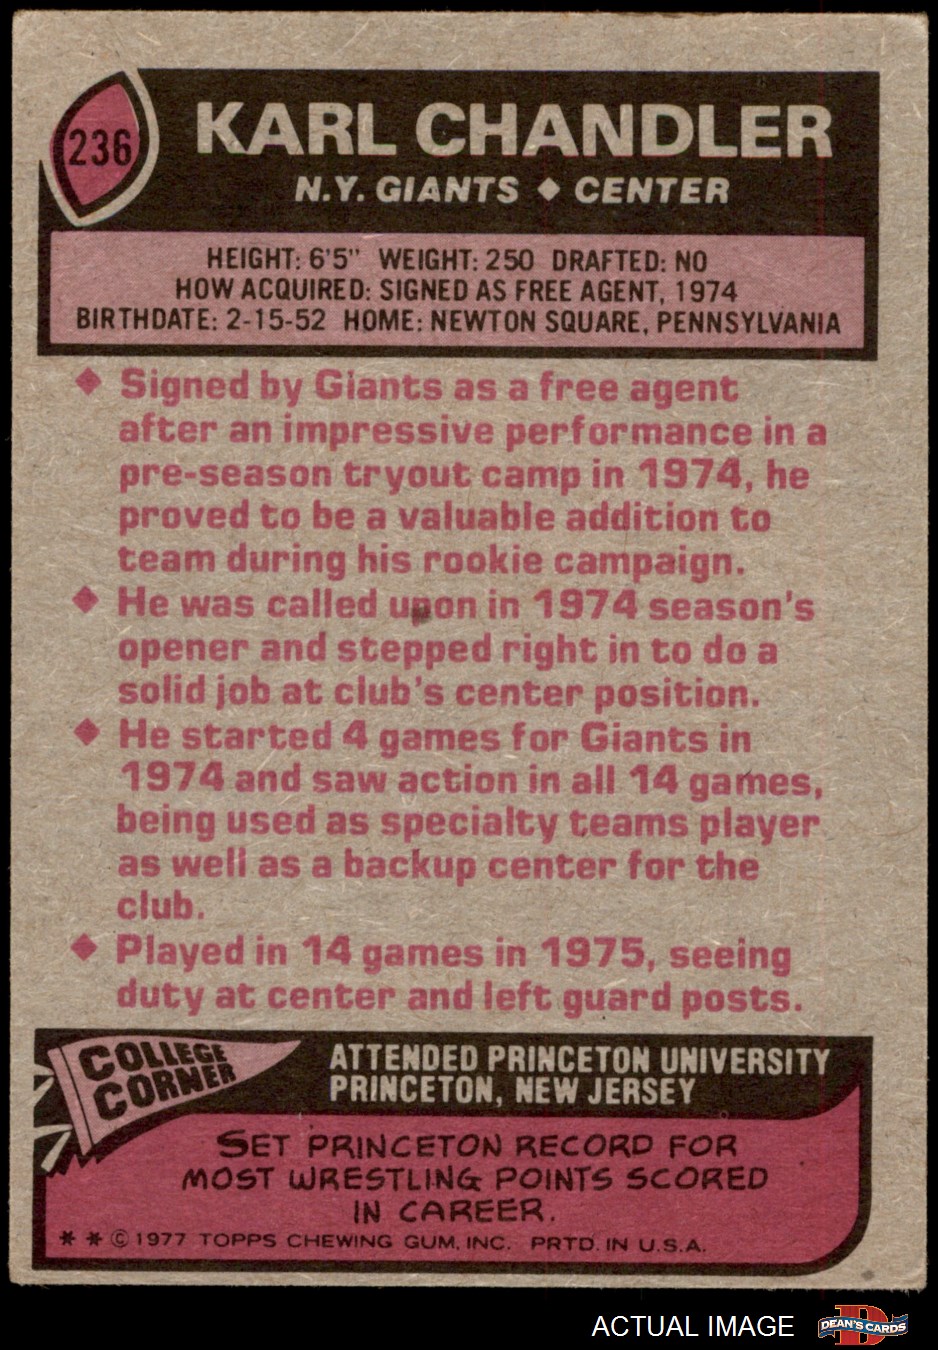 236
KARL CHANDLER
N.Y. GIANTS ♦ CENTER
HEIGHT: 6'5" WEIGHT: 250 DRAFTED: NO
HOW ACQUIRED: SIGNED AS FREE AGENT, 1974
BIRTHDATE: 2-15-52 HOME: NEWTON SQUARE, PENNSYLVANIA
♦ Signed by Giants as a free agent
after an impressive performance in a
pre-season tryout camp in 1974, he
proved to be a valuable addition to
team during his rookie campaign.
♦ He was called upon in 1974 season's
opener and stepped right in to do a
solid job at club's center position.
♦ He started 4 games for Giants in
1974 and saw action in all 14 games,
being used as specialty teams player
as well as a backup center for the
club.
♦ Played in 14 games in 1975, seeing
duty at center and left guard posts.
COLLEGE
CORNER
ATTENDED PRINCETON UNIVERSITY
PRINCETON, NEW JERSEY
SET PRINCETON RECORD FOR
MOST WRESTLING POINTS SCORED
IN CAREER.
* * © 1977 TOPPS CHEWING GUM, INC. PRTD. IN U.S.A.
ACTUAL IMAGE
DEAN'S CARDS